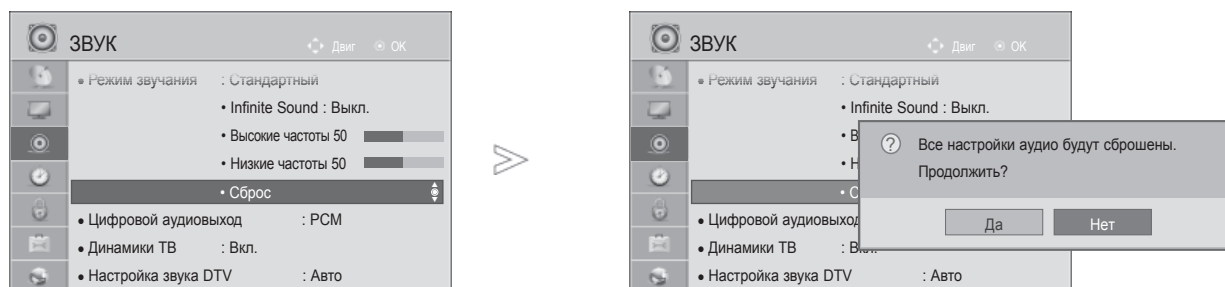 ЗВУК
Двиг OK
• Режим звучания : Стандартный
• Infinite Sound : Выкл.
• Высокие частоты 50
• Низкие частоты 50
• Сброс
• Цифровой аудиовыход : PCM
• Динамики ТВ : Вкл.
• Настройка звука DTV : Авто
ЗВУК
Двиг OK
• Режим звучания : Стандартный
• Infinite Sound : Выкл.
• Цифровой аудиовыход
• Динамики ТВ
• Настройка звука DTV : Авто
? Все настройки аудио будут сброшены.
Продолжить?
Да Нет